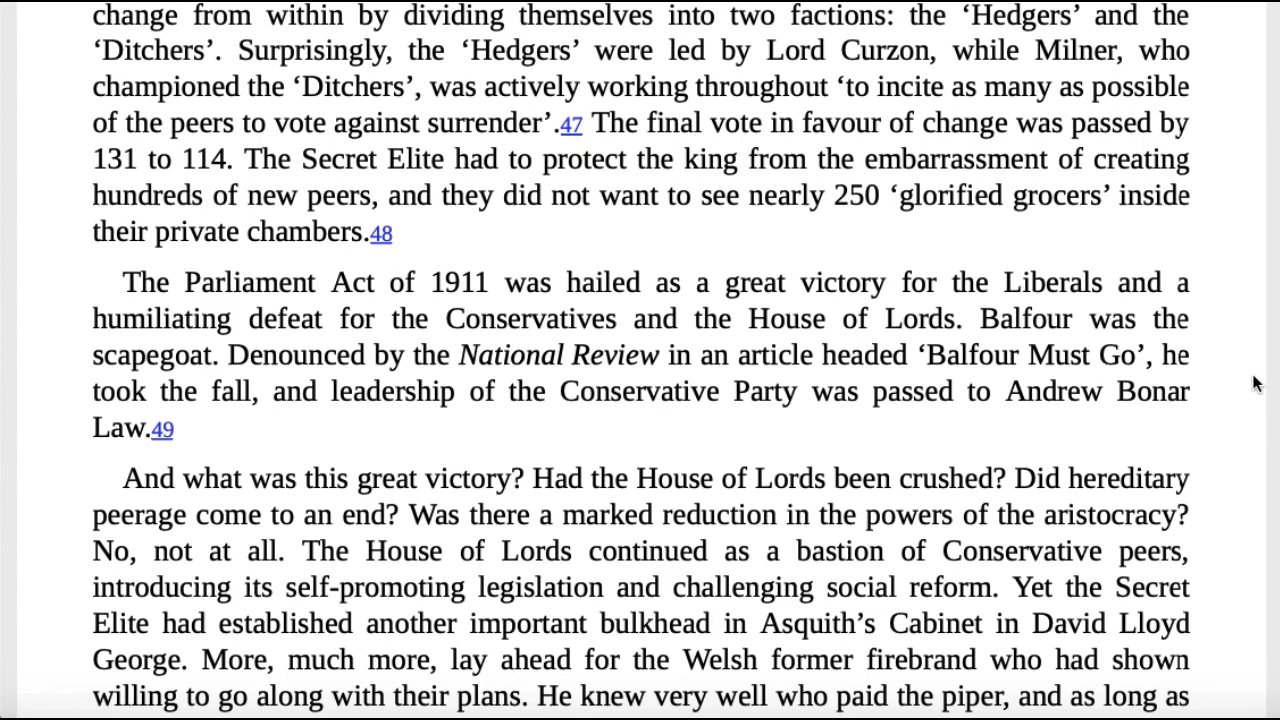 change from within by dividing themselves into two factions: the ‘Hedgers’ and the
‘Ditchers’. Surprisingly, the ‘Hedgers’ were led by Lord Curzon, while Milner, who
championed the ‘Ditchers’, was actively working throughout ‘to incite as many as possible
of the peers to vote against surrender’.47 The final vote in favour of change was passed by
131 to 114. The Secret Elite had to protect the king from the embarrassment of creating
hundreds of new peers, and they did not want to see nearly 250 ‘glorified grocers’ inside
their private chambers.48
The Parliament Act of 1911 was hailed as a great victory for the Liberals and a
humiliating defeat for the Conservatives and the House of Lords. Balfour was the
scapegoat. Denounced by the National Review in an article headed ‘Balfour Must Go’, he
took the fall, and leadership of the Conservative Party was passed to Andrew Bonar
Law.49
And what was this great victory? Had the House of Lords been crushed? Did hereditary
peerage come to an end? Was there a marked reduction in the powers of the aristocracy?
No, not at all. The House of Lords continued as a bastion of Conservative peers,
introducing its self-promoting legislation and challenging social reform. Yet the Secret
Elite had established another important bulkhead in Asquith’s Cabinet in David Lloyd
George. More, much more, lay ahead for the Welsh former firebrand who had shown
willing to go along with their plans. He knew very well who paid the piper, and as long as